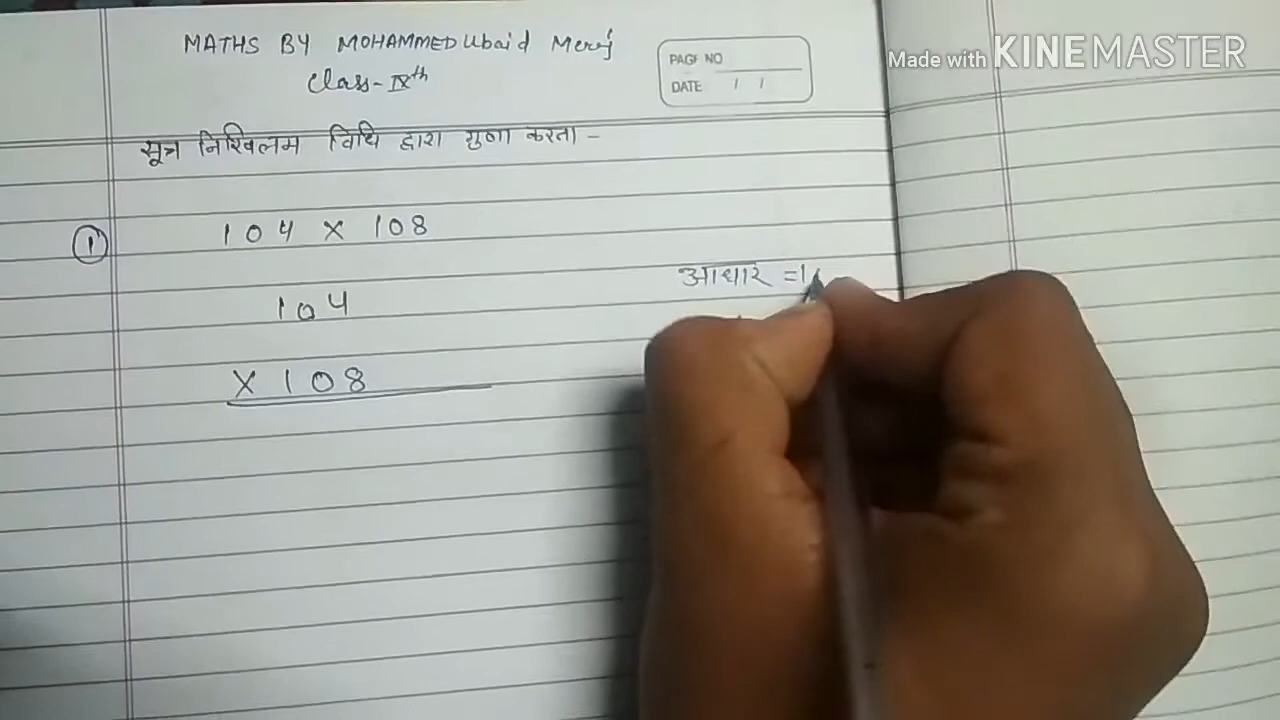 MATHS BY MOHAMMED Ubaid Meraj
Class-IXth
PAGE NO
DATE / /
Made with KINEMASTER
सूत्र निखिलम विधि द्वारा गुणा करता -
① 104 × 108
आधार = 1
104
× 108